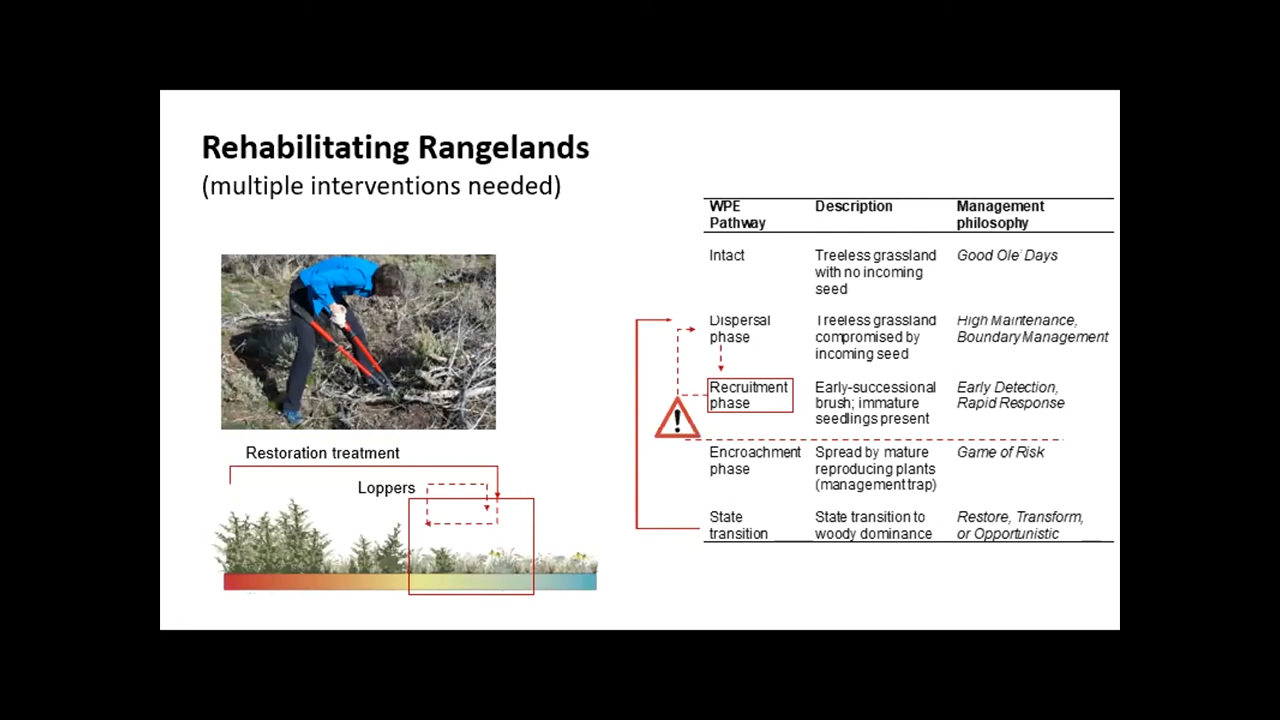 Rehabilitating Rangelands
(multiple interventions needed)
WPE Pathway Description Management philosophy
Intact Treeless grassland with no incoming seed Good Ole' Days
Dispersal phase Treeless grassland compromised by incoming seed High Maintenance, Boundary Management
Recruitment phase Early-successional brush; immature seedlings present Early Detection, Rapid Response
Encroachment phase Spread by mature reproducing plants (management trap) Game of Risk
State transition State transition to woody dominance Restore, Transform, or Opportunistic
!
Restoration treatment
Loppers